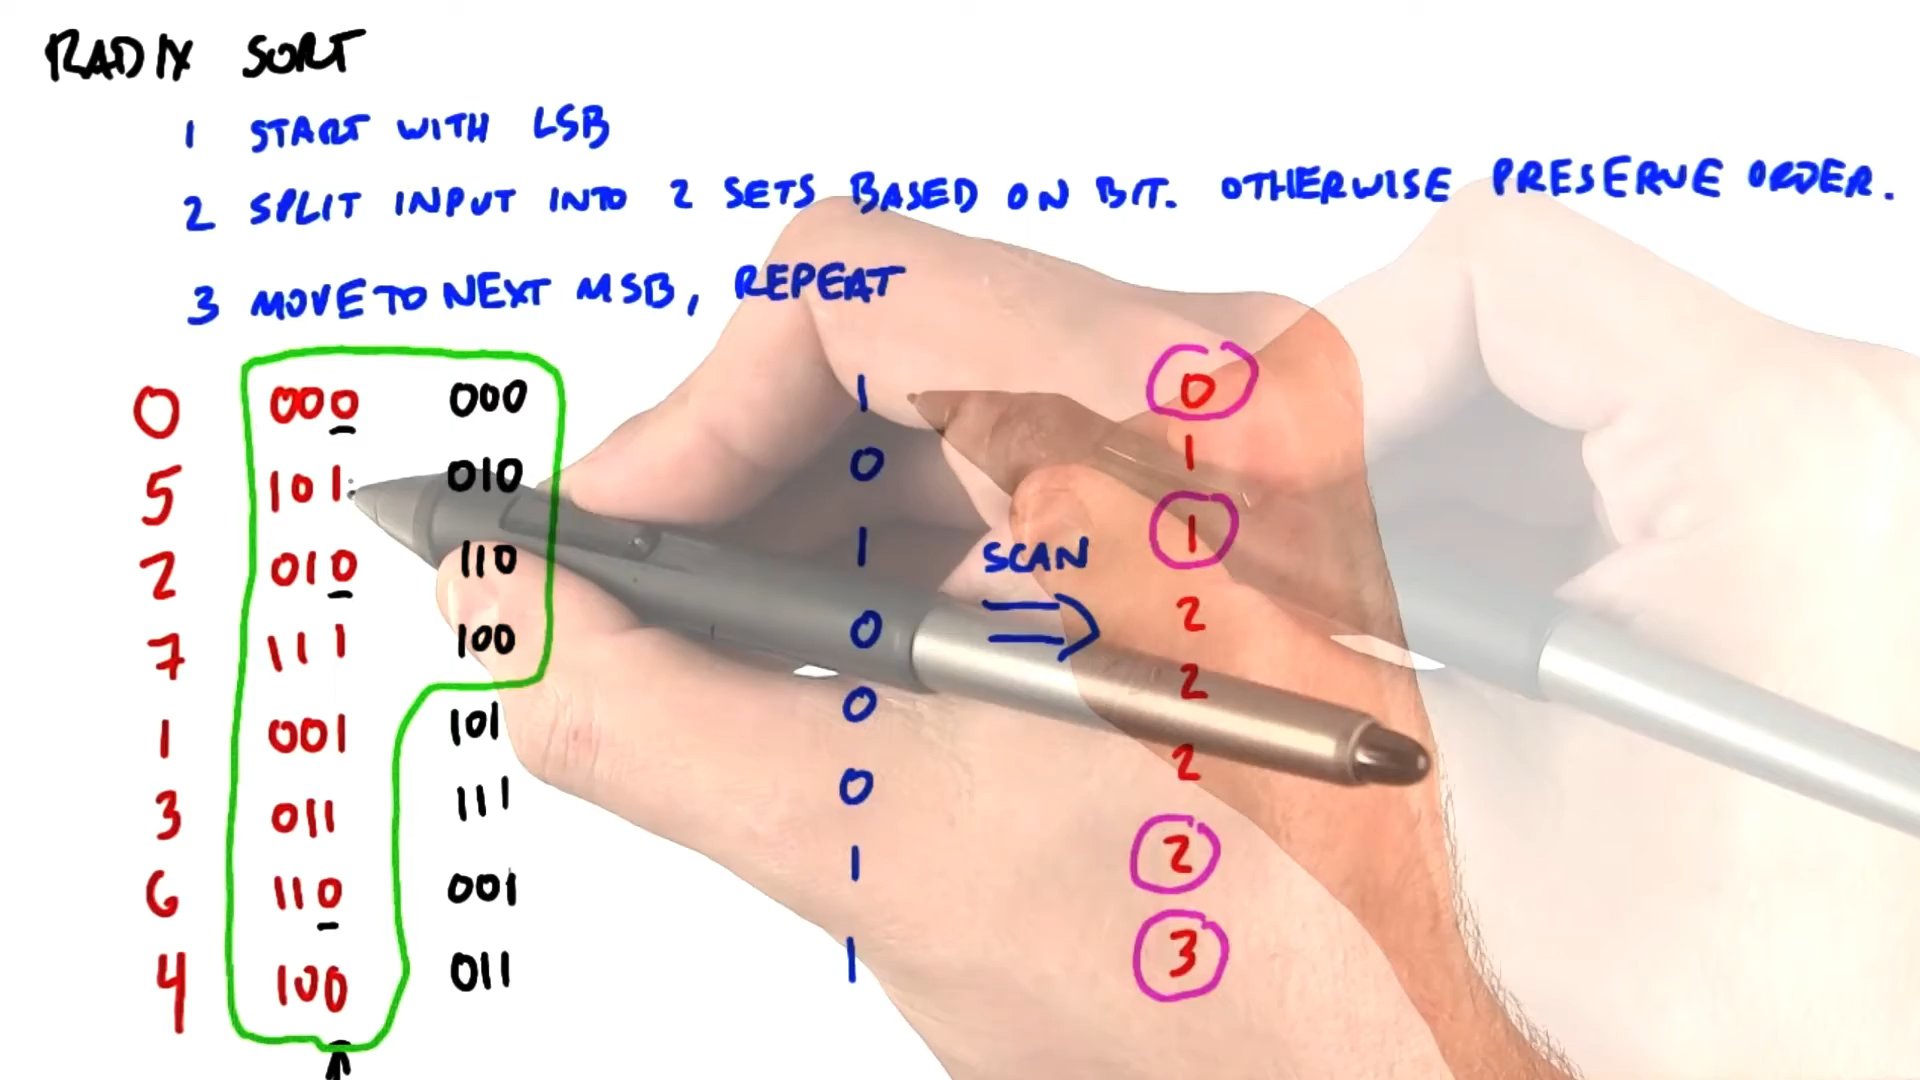 RADIX SORT
1 START WITH LSB
2 SPLIT INPUT INTO 2 SETS BASED ON BIT. OTHERWISE PRESERVE ORDER.
3 MOVE TO NEXT MSB, REPEAT
0 000 000 1 0
5 101 010 0 1
2 010 110 1 1
SCAN
7 111 100 0 2
1 001 101 0 2
3 011 111 0 2
6 110 001 1 2
4 100 011 1 3